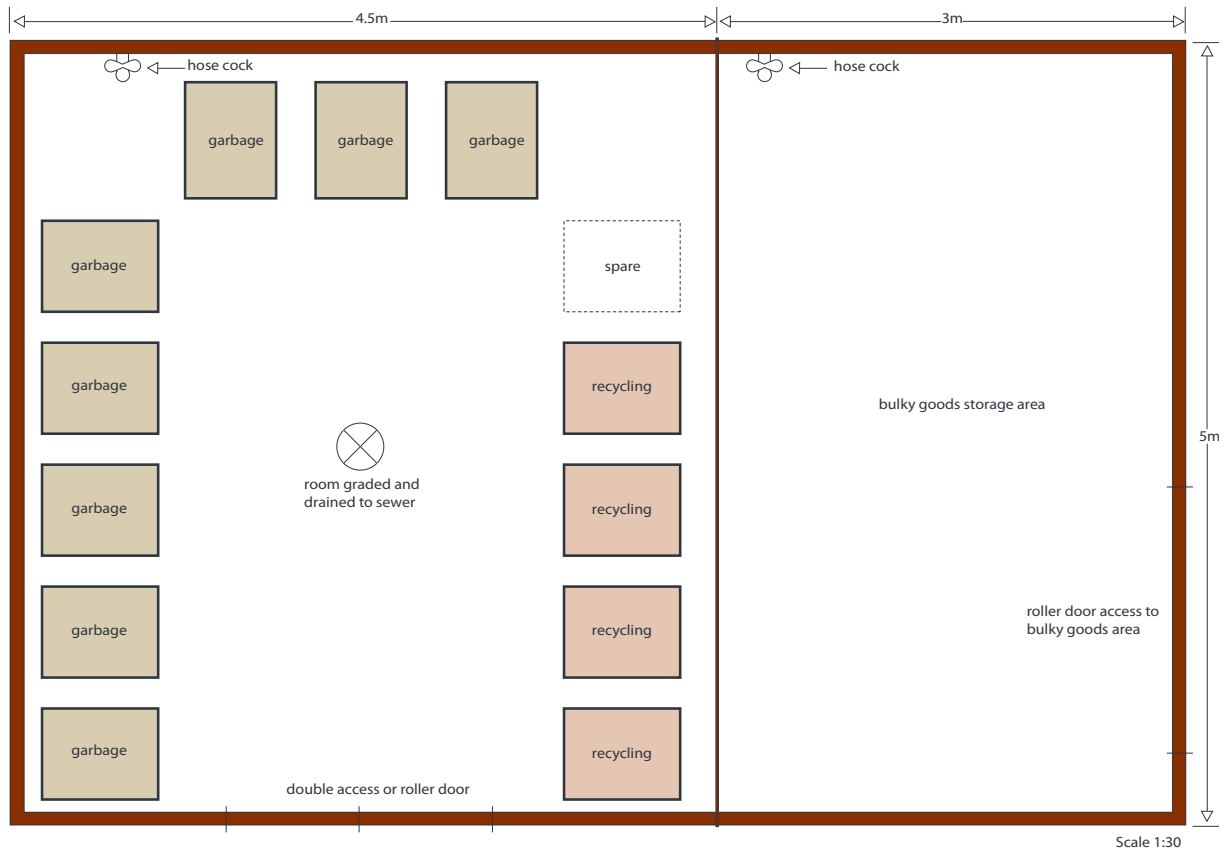 4.5m
3m
hose cock
hose cock
garbage
garbage
garbage
garbage
spare
garbage
recycling
bulky goods storage area
5m
room graded and
drained to sewer
garbage
recycling
garbage
recycling
roller door access to
bulky goods area
garbage
recycling
double access or roller door
Scale 1:30